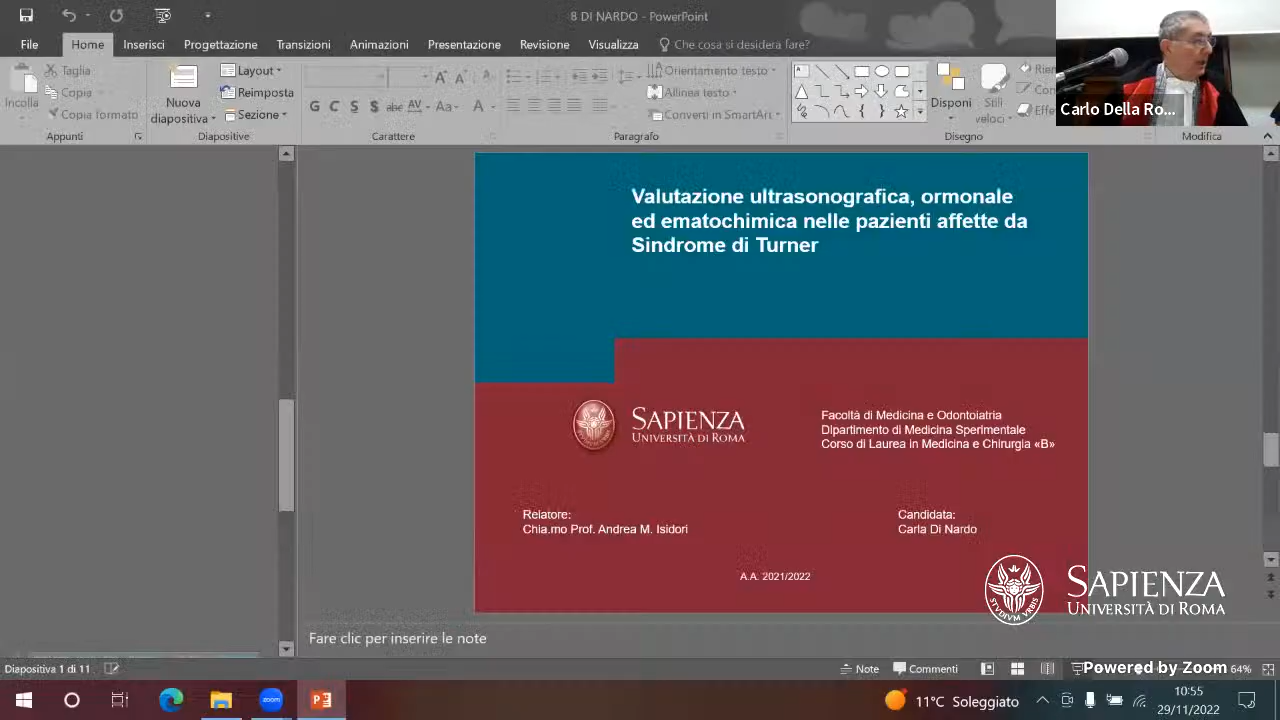 8 DI NARDO - PowerPoint
File
Home
Inserisci
Progettazione
Transizioni
Animazioni
Presentazione
Revisione
Visualizza
Che cosa si desidera fare?
Incolla
Taglia
Copia
Copia formato
Appunti
Nuova
diapositiva
Layout
Reimposta
Sezione
Diapositive
G C S S abc AV Aa A
Carattere
Orientamento testo
Allinea testo
Converti in SmartArt
Paragrafo
Disponi
Stili
veloci
Disegno
Modifica
Carlo Della Ro...
Valutazione ultrasonografica, ormonale
ed ematochimica nelle pazienti affette da
Sindrome di Turner
SAPIENZA
UNIVERSITÀ DI ROMA
Facoltà di Medicina e Odontoiatria
Dipartimento di Medicina Sperimentale
Corso di Laurea in Medicina e Chirurgia «B»
Relatore:
Chia.mo Prof. Andrea M. Isidori
Candidata:
Carla Di Nardo
A.A. 2021/2022
STVDIVM VRBIS
SAPIENZA
UNIVERSITÀ DI ROMA
Fare clic per inserire le note
Diapositiva 1 di 11
Note
Commenti
Powered by Zoom
64%
zoom
11°C Soleggiato
10:55
29/11/2022